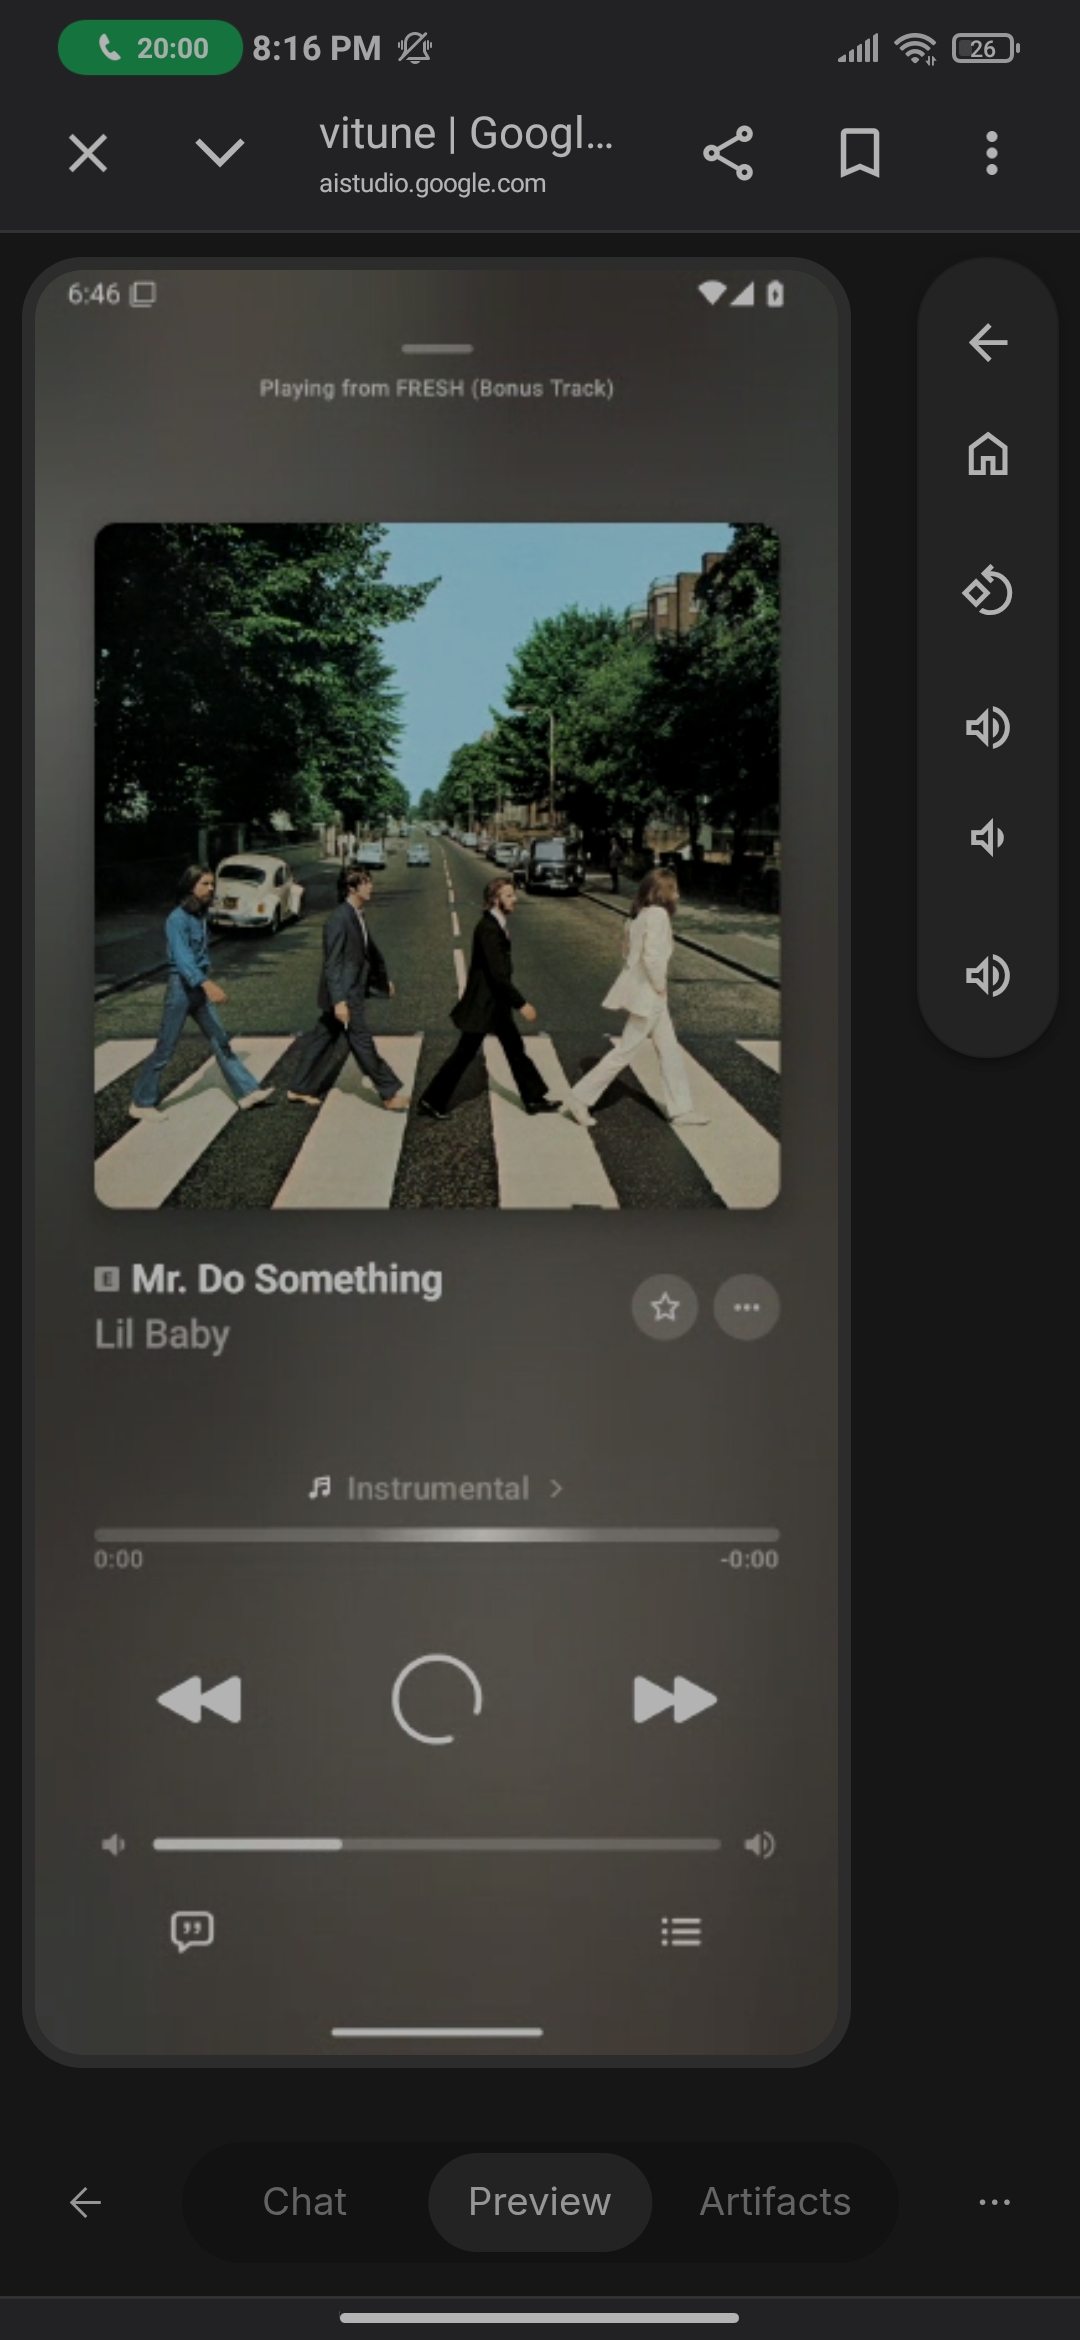 20:00 8:16 PM 26
vitune | Googl...
aistudio.google.com
6:46
Playing from FRESH (Bonus Track)
E Mr. Do Something
Lil Baby
Instrumental
0:00 -0:00
Chat Preview Artifacts